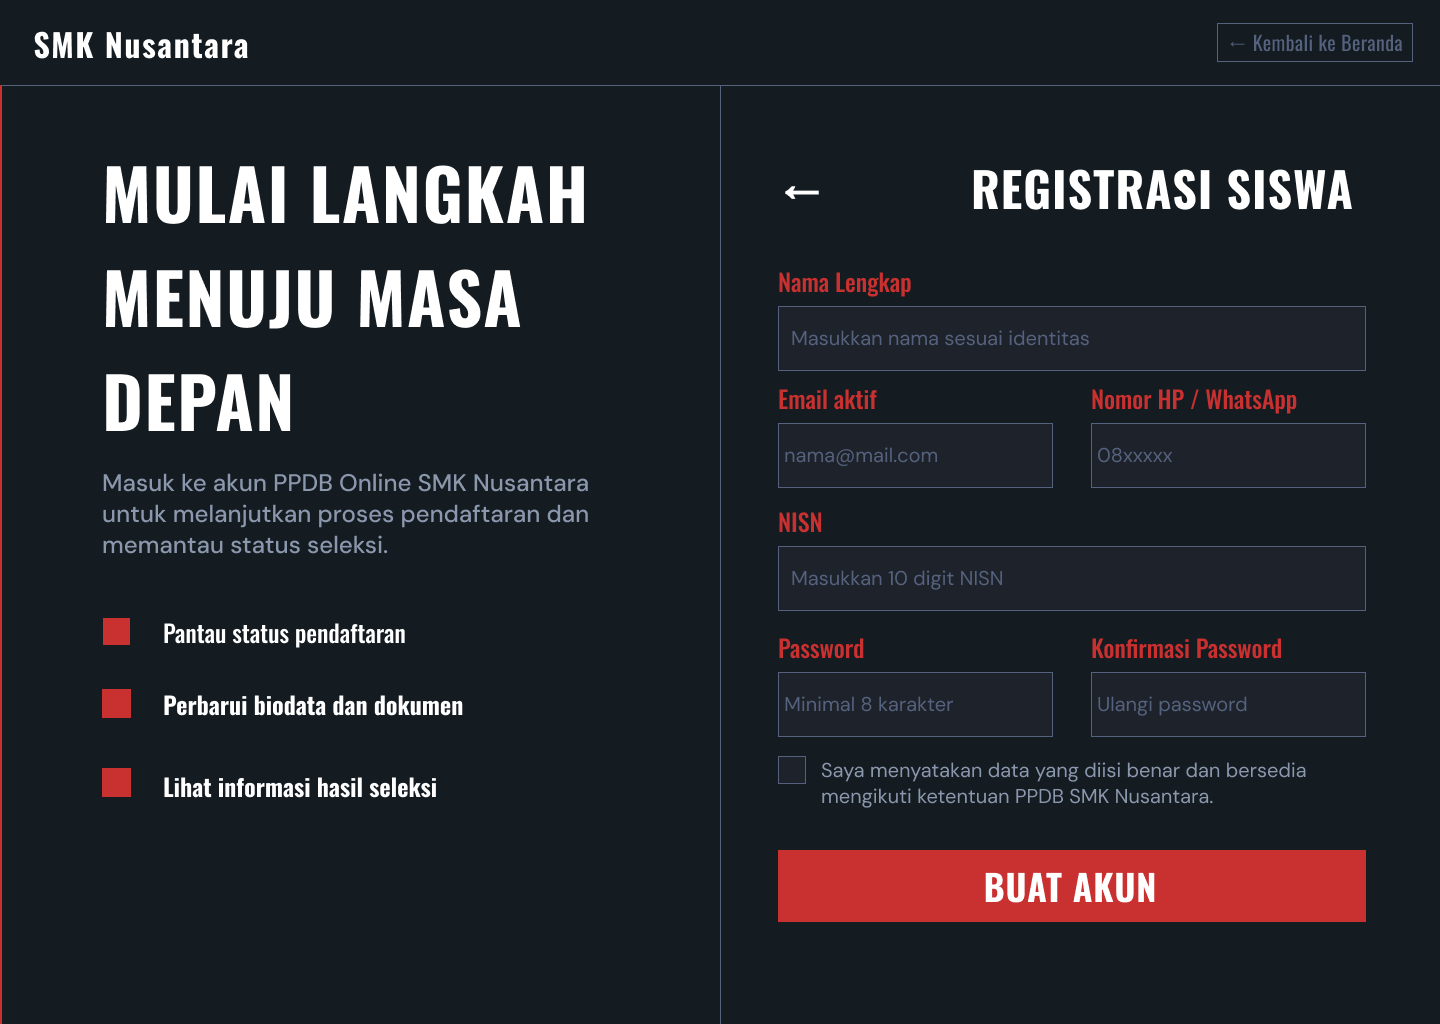 SMK Nusantara
← Kembali ke Beranda
MULAI LANGKAH
MENUJU MASA
DEPAN
Masuk ke akun PPDB Online SMK Nusantara
untuk melanjutkan proses pendaftaran dan
memantau status seleksi.
Pantau status pendaftaran
Perbarui biodata dan dokumen
Lihat informasi hasil seleksi
← REGISTRASI SISWA
Nama Lengkap
Masukkan nama sesuai identitas
Email aktif
nama@mail.com
Nomor HP / WhatsApp
08xxxxx
NISN
Masukkan 10 digit NISN
Password
Minimal 8 karakter
Konfirmasi Password
Ulangi password
Saya menyatakan data yang diisi benar dan bersedia
mengikuti ketentuan PPDB SMK Nusantara.
BUAT AKUN